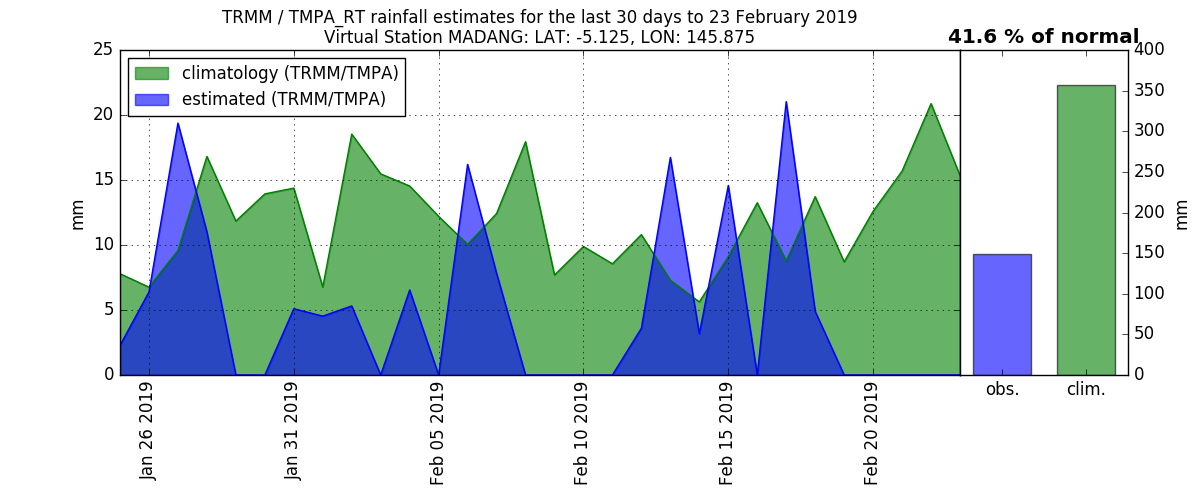 TRMM / TMPA_RT rainfall estimates for the last 30 days to 23 February 2019
Virtual Station MADANG: LAT: -5.125, LON: 145.875
41.6 % of normal
climatology (TRMM/TMPA)
estimated (TRMM/TMPA)
25
20
15
10
5
0
mm
Jan 26 2019
Jan 31 2019
Feb 05 2019
Feb 10 2019
Feb 15 2019
Feb 20 2019
400
350
300
250
200
150
100
50
0
mm
obs.
clim.